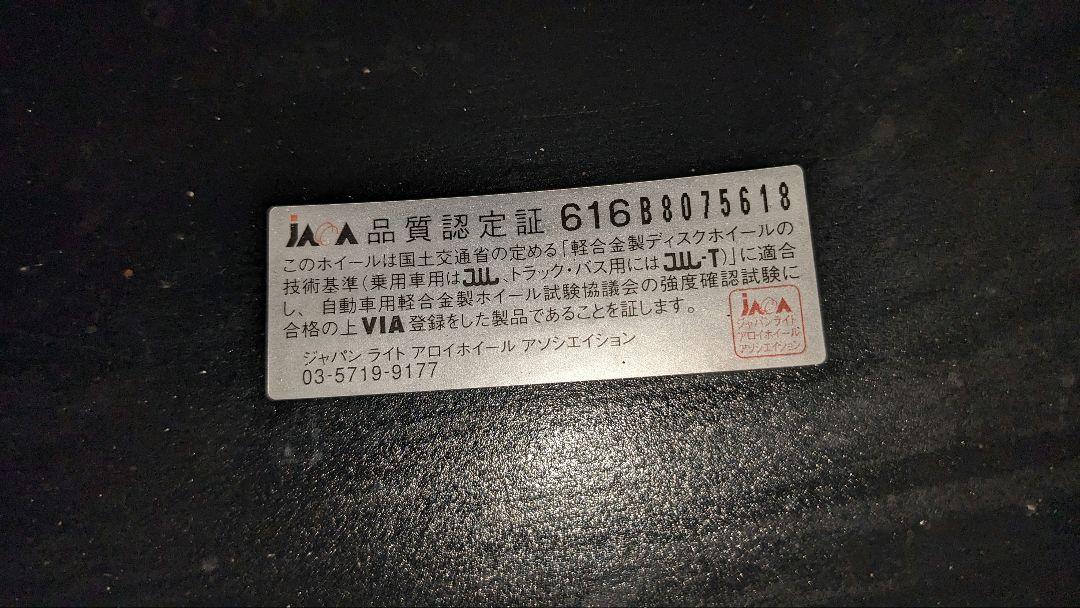 JAWA 品質認定証 616 B8075618
このホイールは国土交通省の定める「軽合金製ディスクホイールの
技術基準(乗用車用はJWL、トラック・バス用にはJWL-T)」に適合
し、自動車用軽合金製ホイール試験協議会の強度確認試験に
合格の上VIA登録をした製品であることを証します。
ジャパン ライト アロイホイール アソシエイション
03-5719-9177
JAWA
ジャパンライト
アロイホイール
アソシエイション